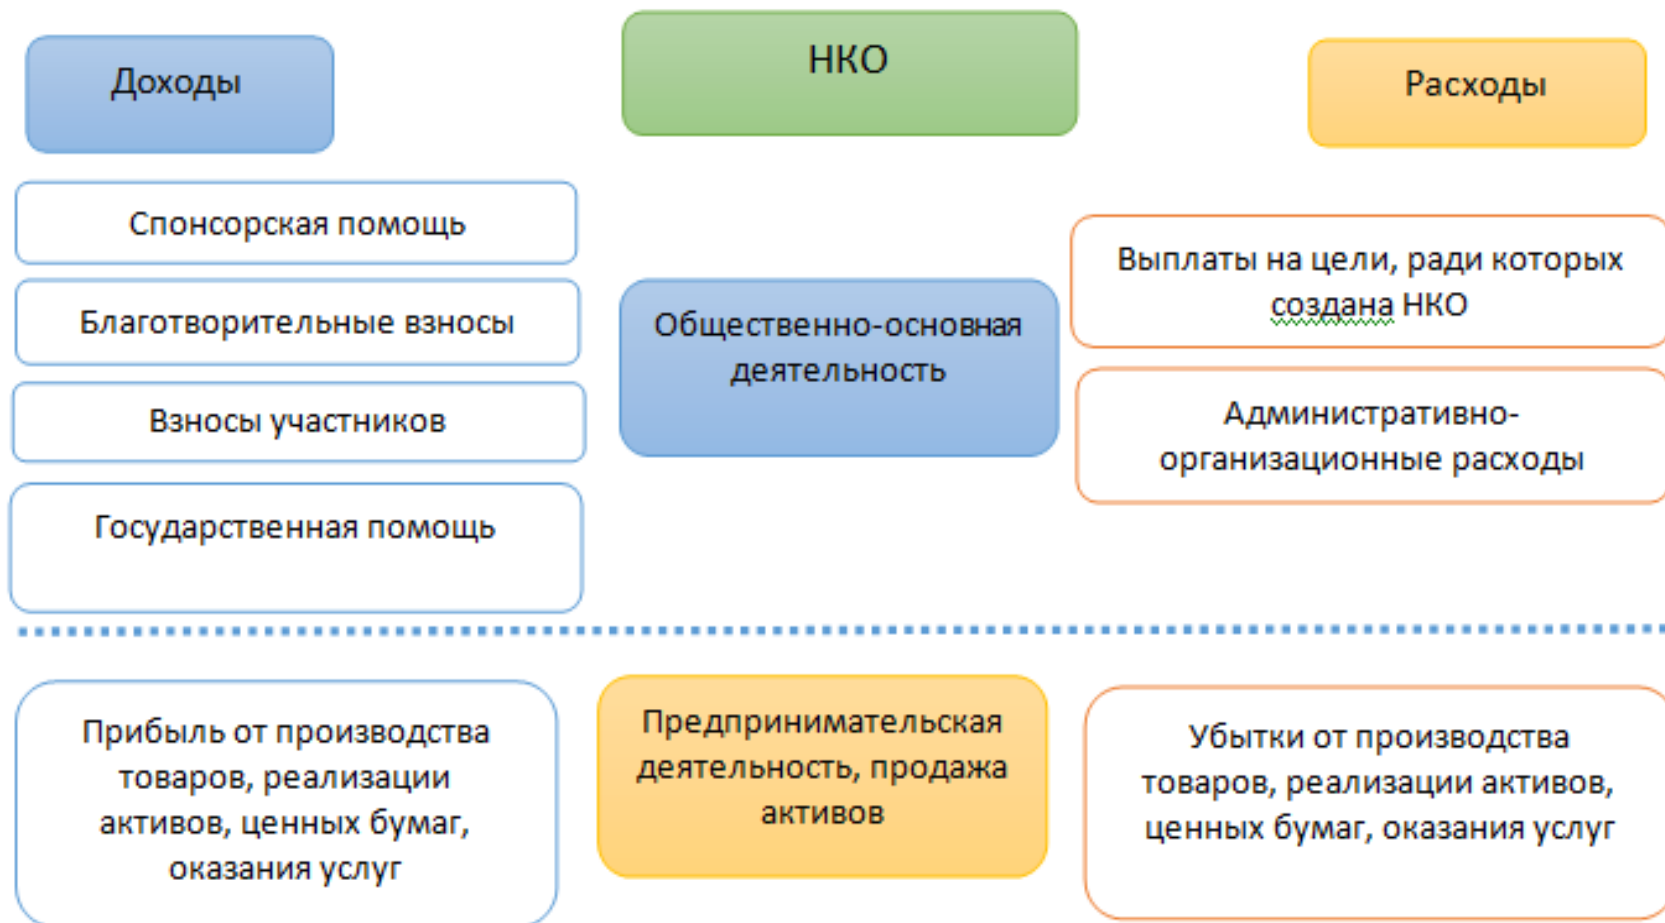 Доходы
НКО
Расходы
Спонсорская помощь
Благотворительные взносы
Взносы участников
Государственная помощь
Общественно-основная
деятельность
Выплаты на цели, ради которых
создана НКО
Административно-
организационные расходы
Прибыль от производства
товаров, реализации
активов, ценных бумаг,
оказания услуг
Предпринимательская
деятельность, продажа
активов
Убытки от производства
товаров, реализации активов,
ценных бумаг, оказания услуг